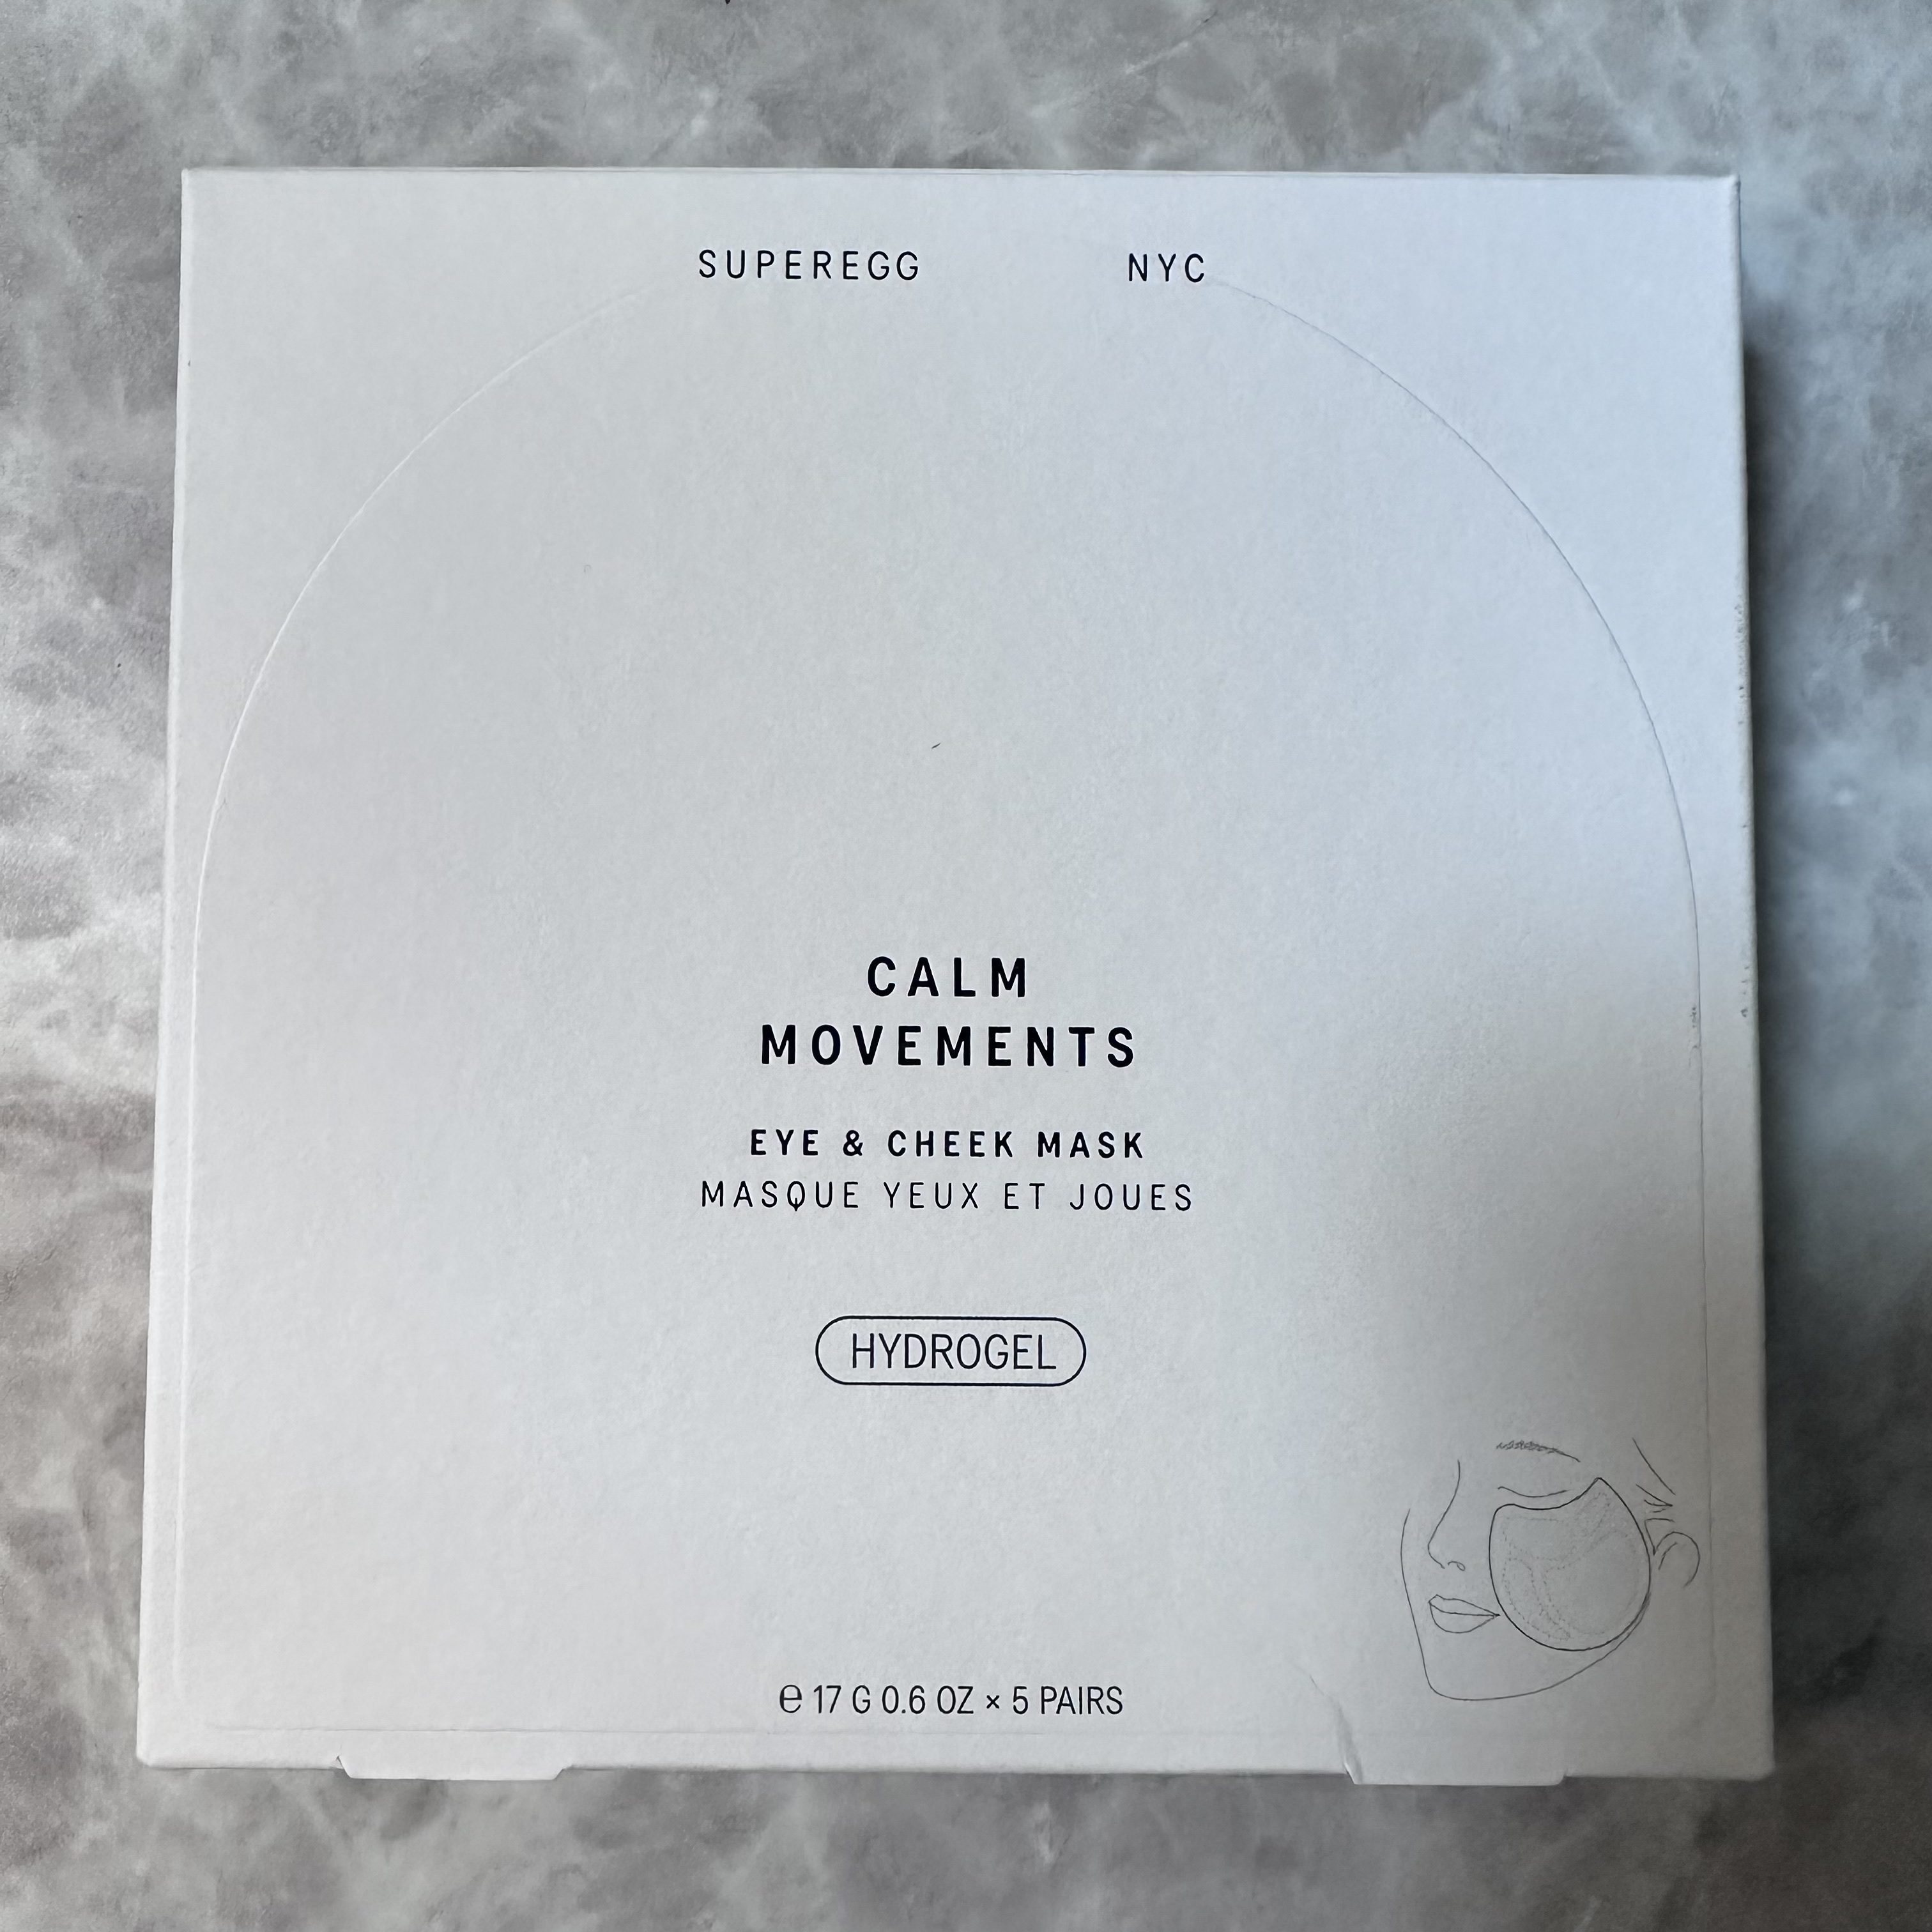 SUPEREGG NYC
CALM
MOVEMENTS
EYE & CHEEK MASK
MASQUE YEUX ET JOUES
HYDROGEL
℮ 17 G 0.6 OZ × 5 PAIRS